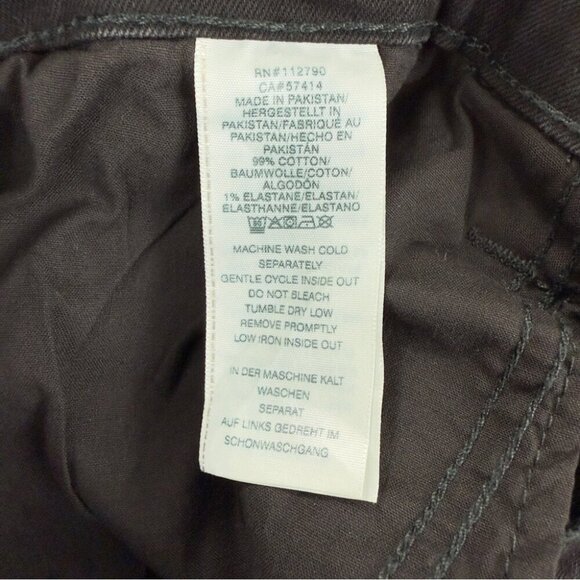 RN#112790
CA#57414
MADE IN PAKISTAN/
HERGESTELLT IN
PAKISTAN/FABRIQUE AU
PAKISTAN/HECHO EN
PAKISTÁN
99% COTTON/
BAUMWOLLE/COTON/
ALGODÓN
1% ELASTANE/ELASTAN/
ELASTHANNE/ELASTANO
MACHINE WASH COLD
SEPARATELY
GENTLE CYCLE INSIDE OUT
DO NOT BLEACH
TUMBLE DRY LOW
REMOVE PROMPTLY
LOW IRON INSIDE OUT
IN DER MASCHINE KALT
WASCHEN
SEPARAT
AUF LINKS GEDREHT IM
SCHONWASCHGANG